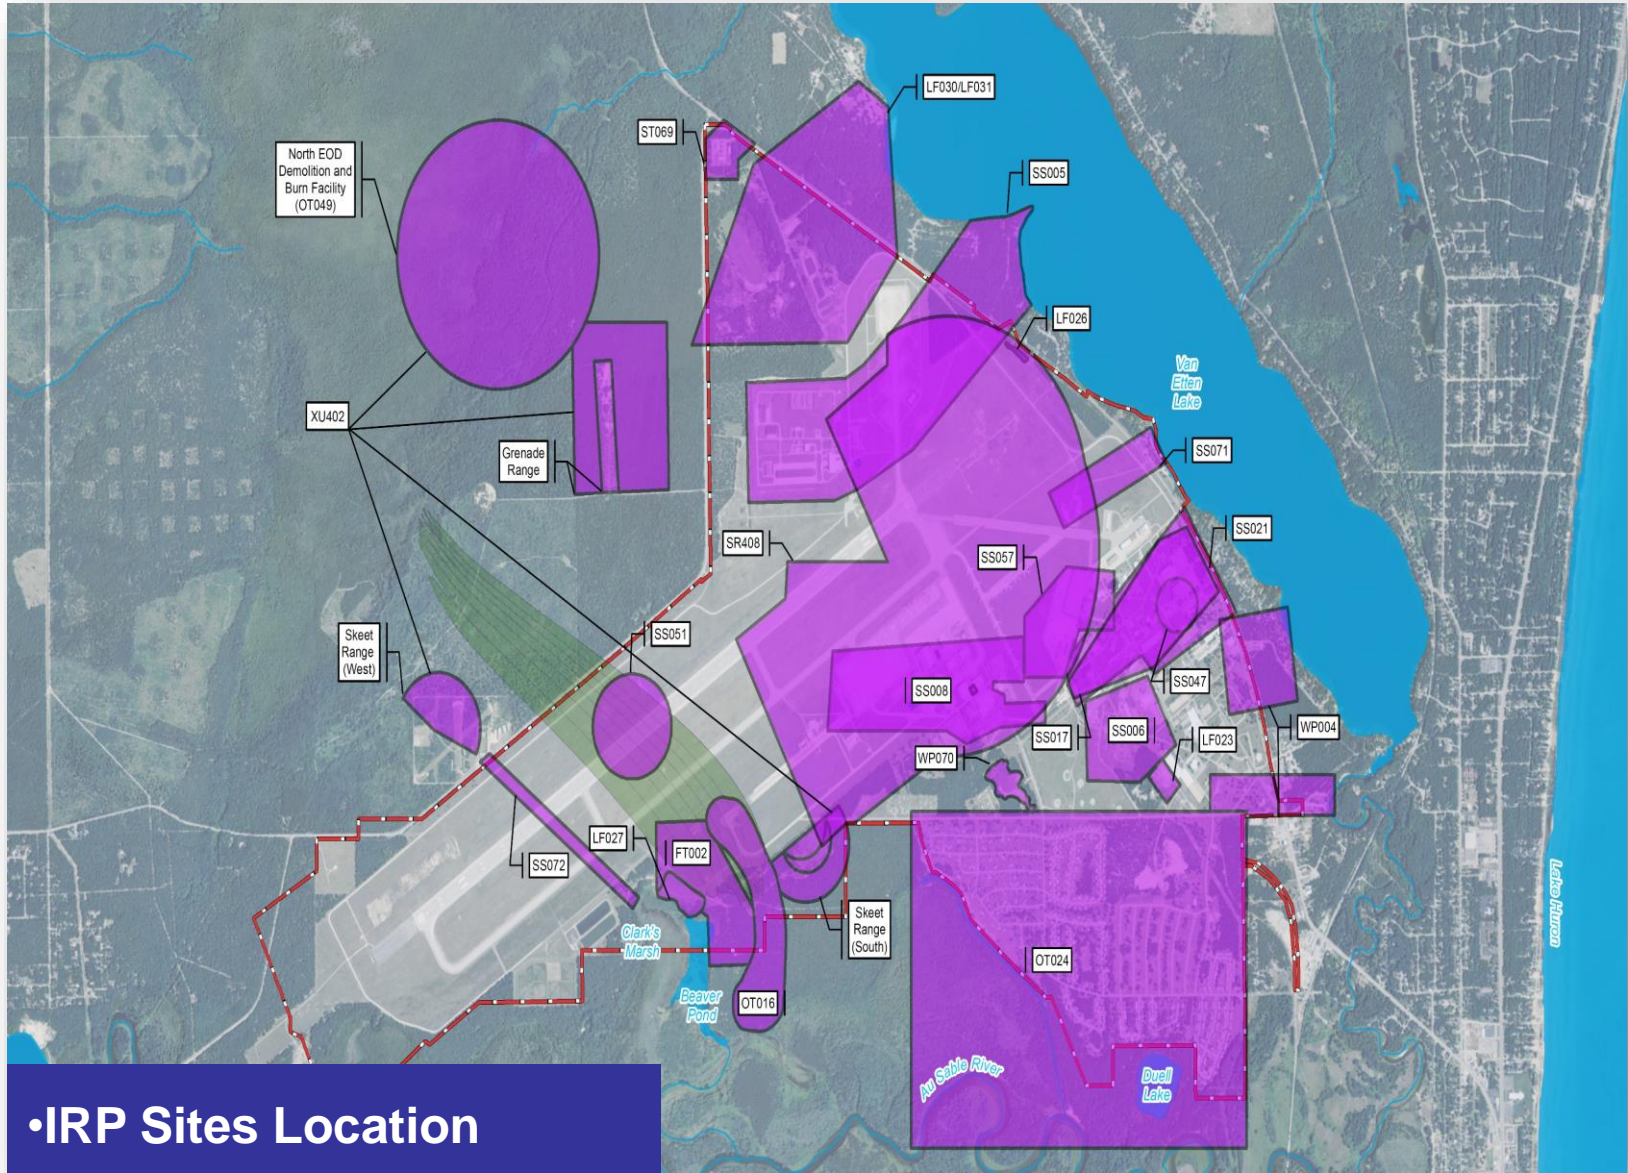 LF030/LF031
ST069
North EOD
Demolition and
Burn Facility
(OT049)
SS005
LF026
Van
Etten
Lake
XU402
Grenade
Range
SS071
SS021
SR408
SS057
Skeet
Range
(West)
SS051
SS008
SS047
SS017
SS006
WP004
LF023
WP070
LF027
FT002
SS072
Skeet
Range
(South)
Clark's
Marsh
Lake Huron
OT024
Beaver
Pond
OT016
Au Sable River
Duell
Lake
•IRP Sites Location